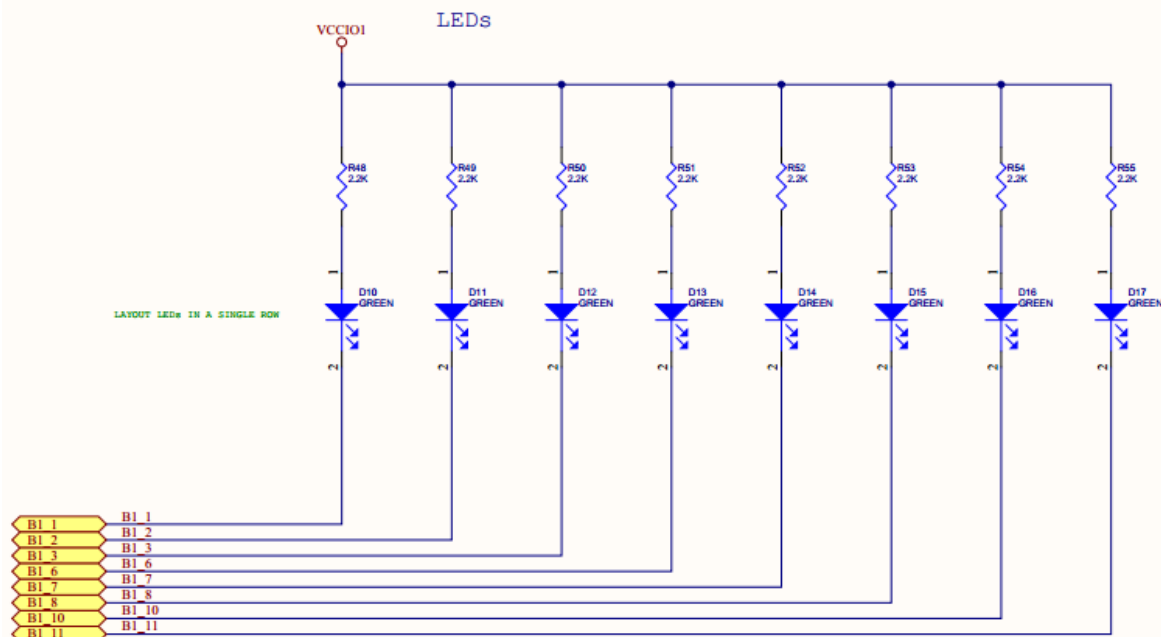 LEDs
VCCIO1
R48 R49 R50 R51 R52 R53 R54 R55
2.2K 2.2K 2.2K 2.2K 2.2K 2.2K 2.2K 2.2K
1 1 1 1 1 1 1 1
D10 D11 D12 D13 D14 D15 D16 D17
GREEN GREEN GREEN GREEN GREEN GREEN GREEN GREEN
LAYOUT LEDs IN A SINGLE ROW
2 2 2 2 2 2 2 2
B1_1 B1_1
B1_2 B1_2
B1_3 B1_3
B1_6 B1_6
B1_7 B1_7
B1_8 B1_8
B1_10 B1_10
B1_11 B1_11